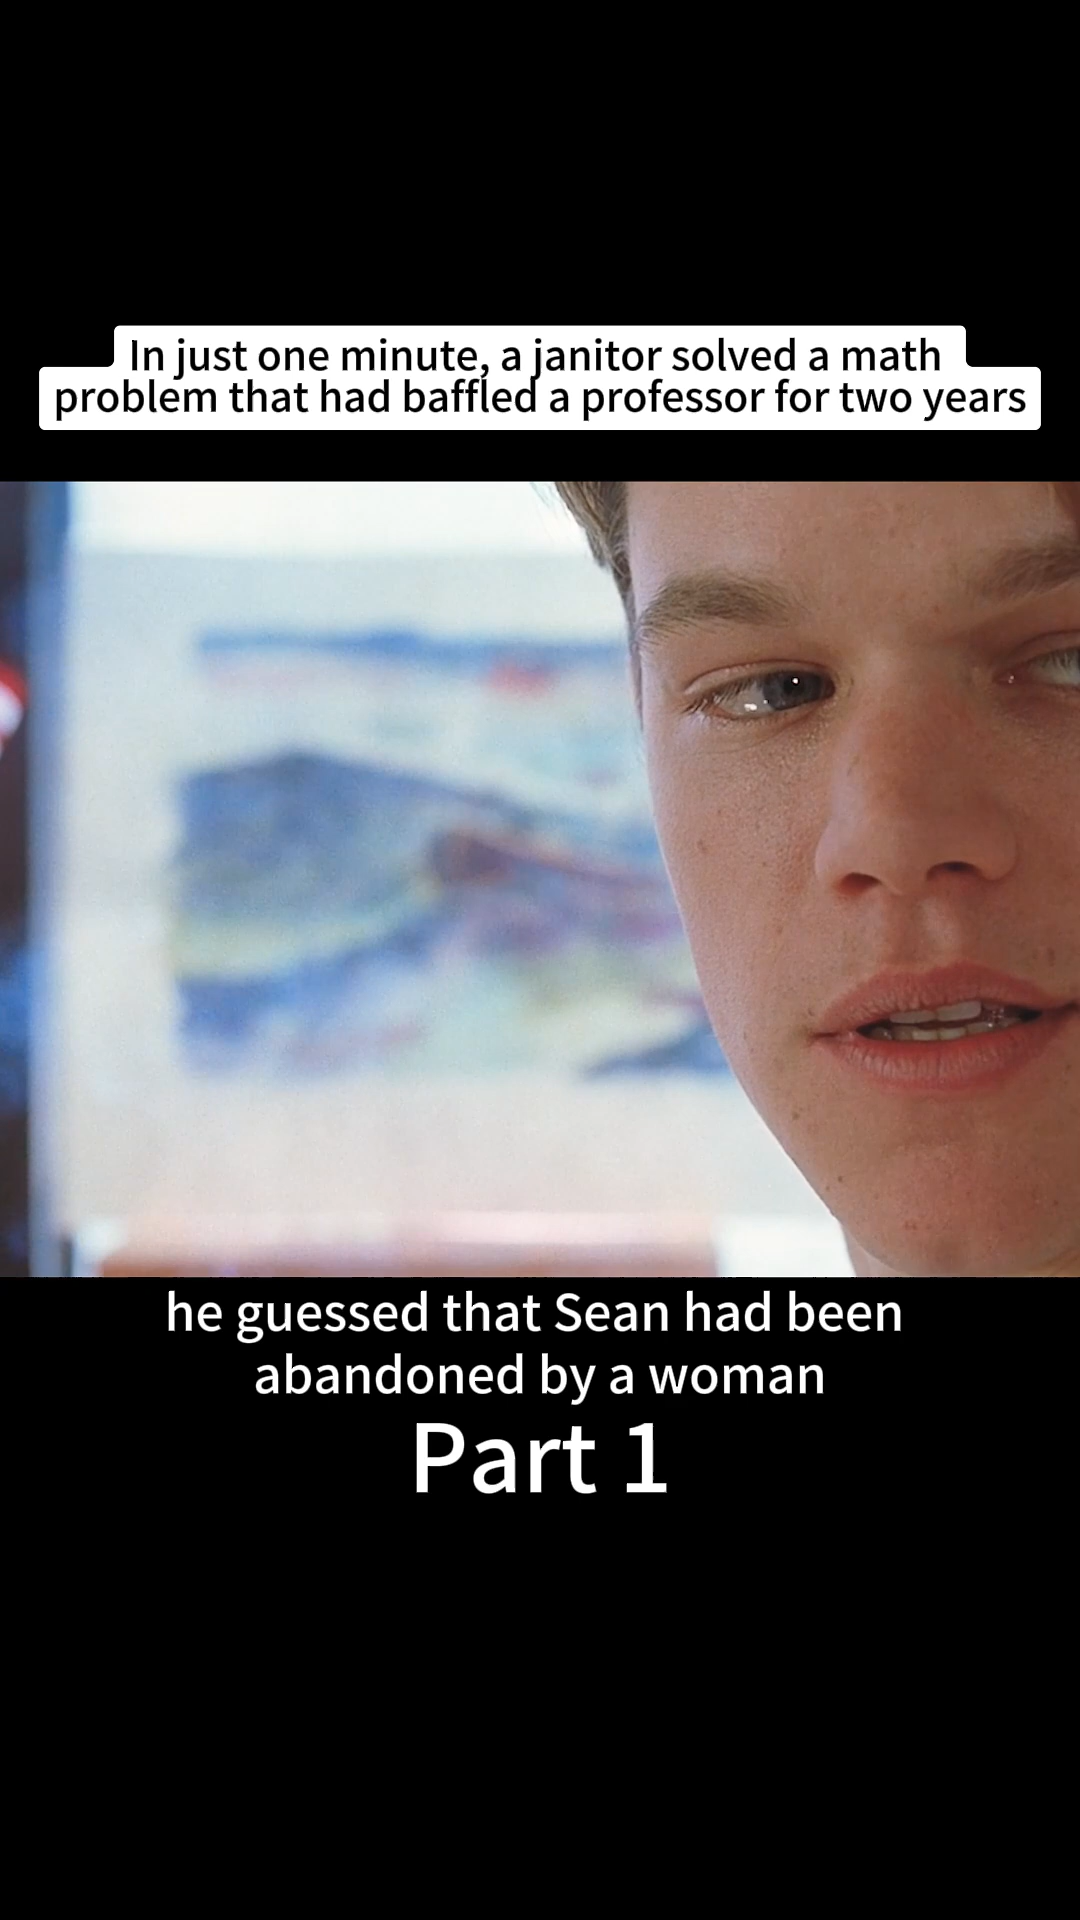 In just one minute, a janitor solved a math
problem that had baffled a professor for two years
he guessed that Sean had been
abandoned by a woman
Part 1